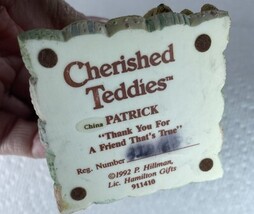 Cherished
Teddies™
China PATRICK
"Thank You For
A Friend That's True"
Reg. Number
©1992 P. Hillman,
Lic. Hamilton Gifts
911410